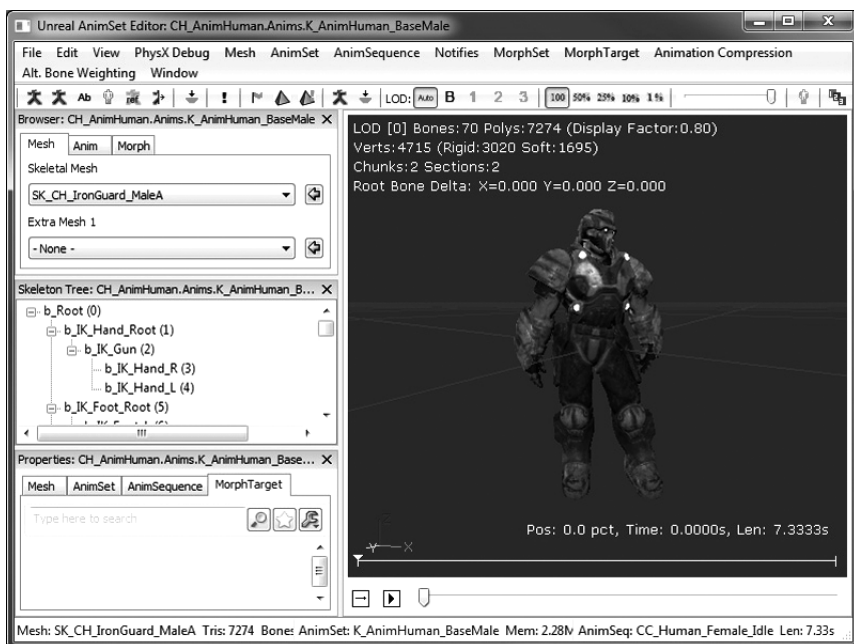 Unreal AnimSet Editor: CH_AnimHuman.Anims.K_AnimHuman_BaseMale
File Edit View PhysX Debug Mesh AnimSet AnimSequence Notifies MorphSet MorphTarget Animation Compression
Alt. Bone Weighting Window
Ab ref LOD: Auto B 1 2 3 100 50% 25% 10% 1%
Browser: CH_AnimHuman.Anims.K_AnimHuman_BaseMale X
Mesh Anim Morph
Skeletal Mesh
SK_CH_IronGuard_MaleA
Extra Mesh 1
- None -
Skeleton Tree: CH_AnimHuman.Anims.K_AnimHuman_B... X
b_Root (0)
b_IK_Hand_Root (1)
b_IK_Gun (2)
b_IK_Hand_R (3)
b_IK_Hand_L (4)
b_IK_Foot_Root (5)
Properties: CH_AnimHuman.Anims.K_AnimHuman_Base... X
Mesh AnimSet AnimSequence MorphTarget
Type here to search
LOD [0] Bones:70 Polys:7274 (Display Factor:0.80)
Verts:4715 (Rigid:3020 Soft:1695)
Chunks:2 Sections:2
Root Bone Delta: X=0.000 Y=0.000 Z=0.000
Pos: 0.0 pct, Time: 0.0000s, Len: 7.3333s
Y X
Mesh: SK_CH_IronGuard_MaleA Tris: 7274 Bones AnimSet: K_AnimHuman_BaseMale Mem: 2.28M AnimSeq: CC_Human_Female_Idle Len: 7.33s